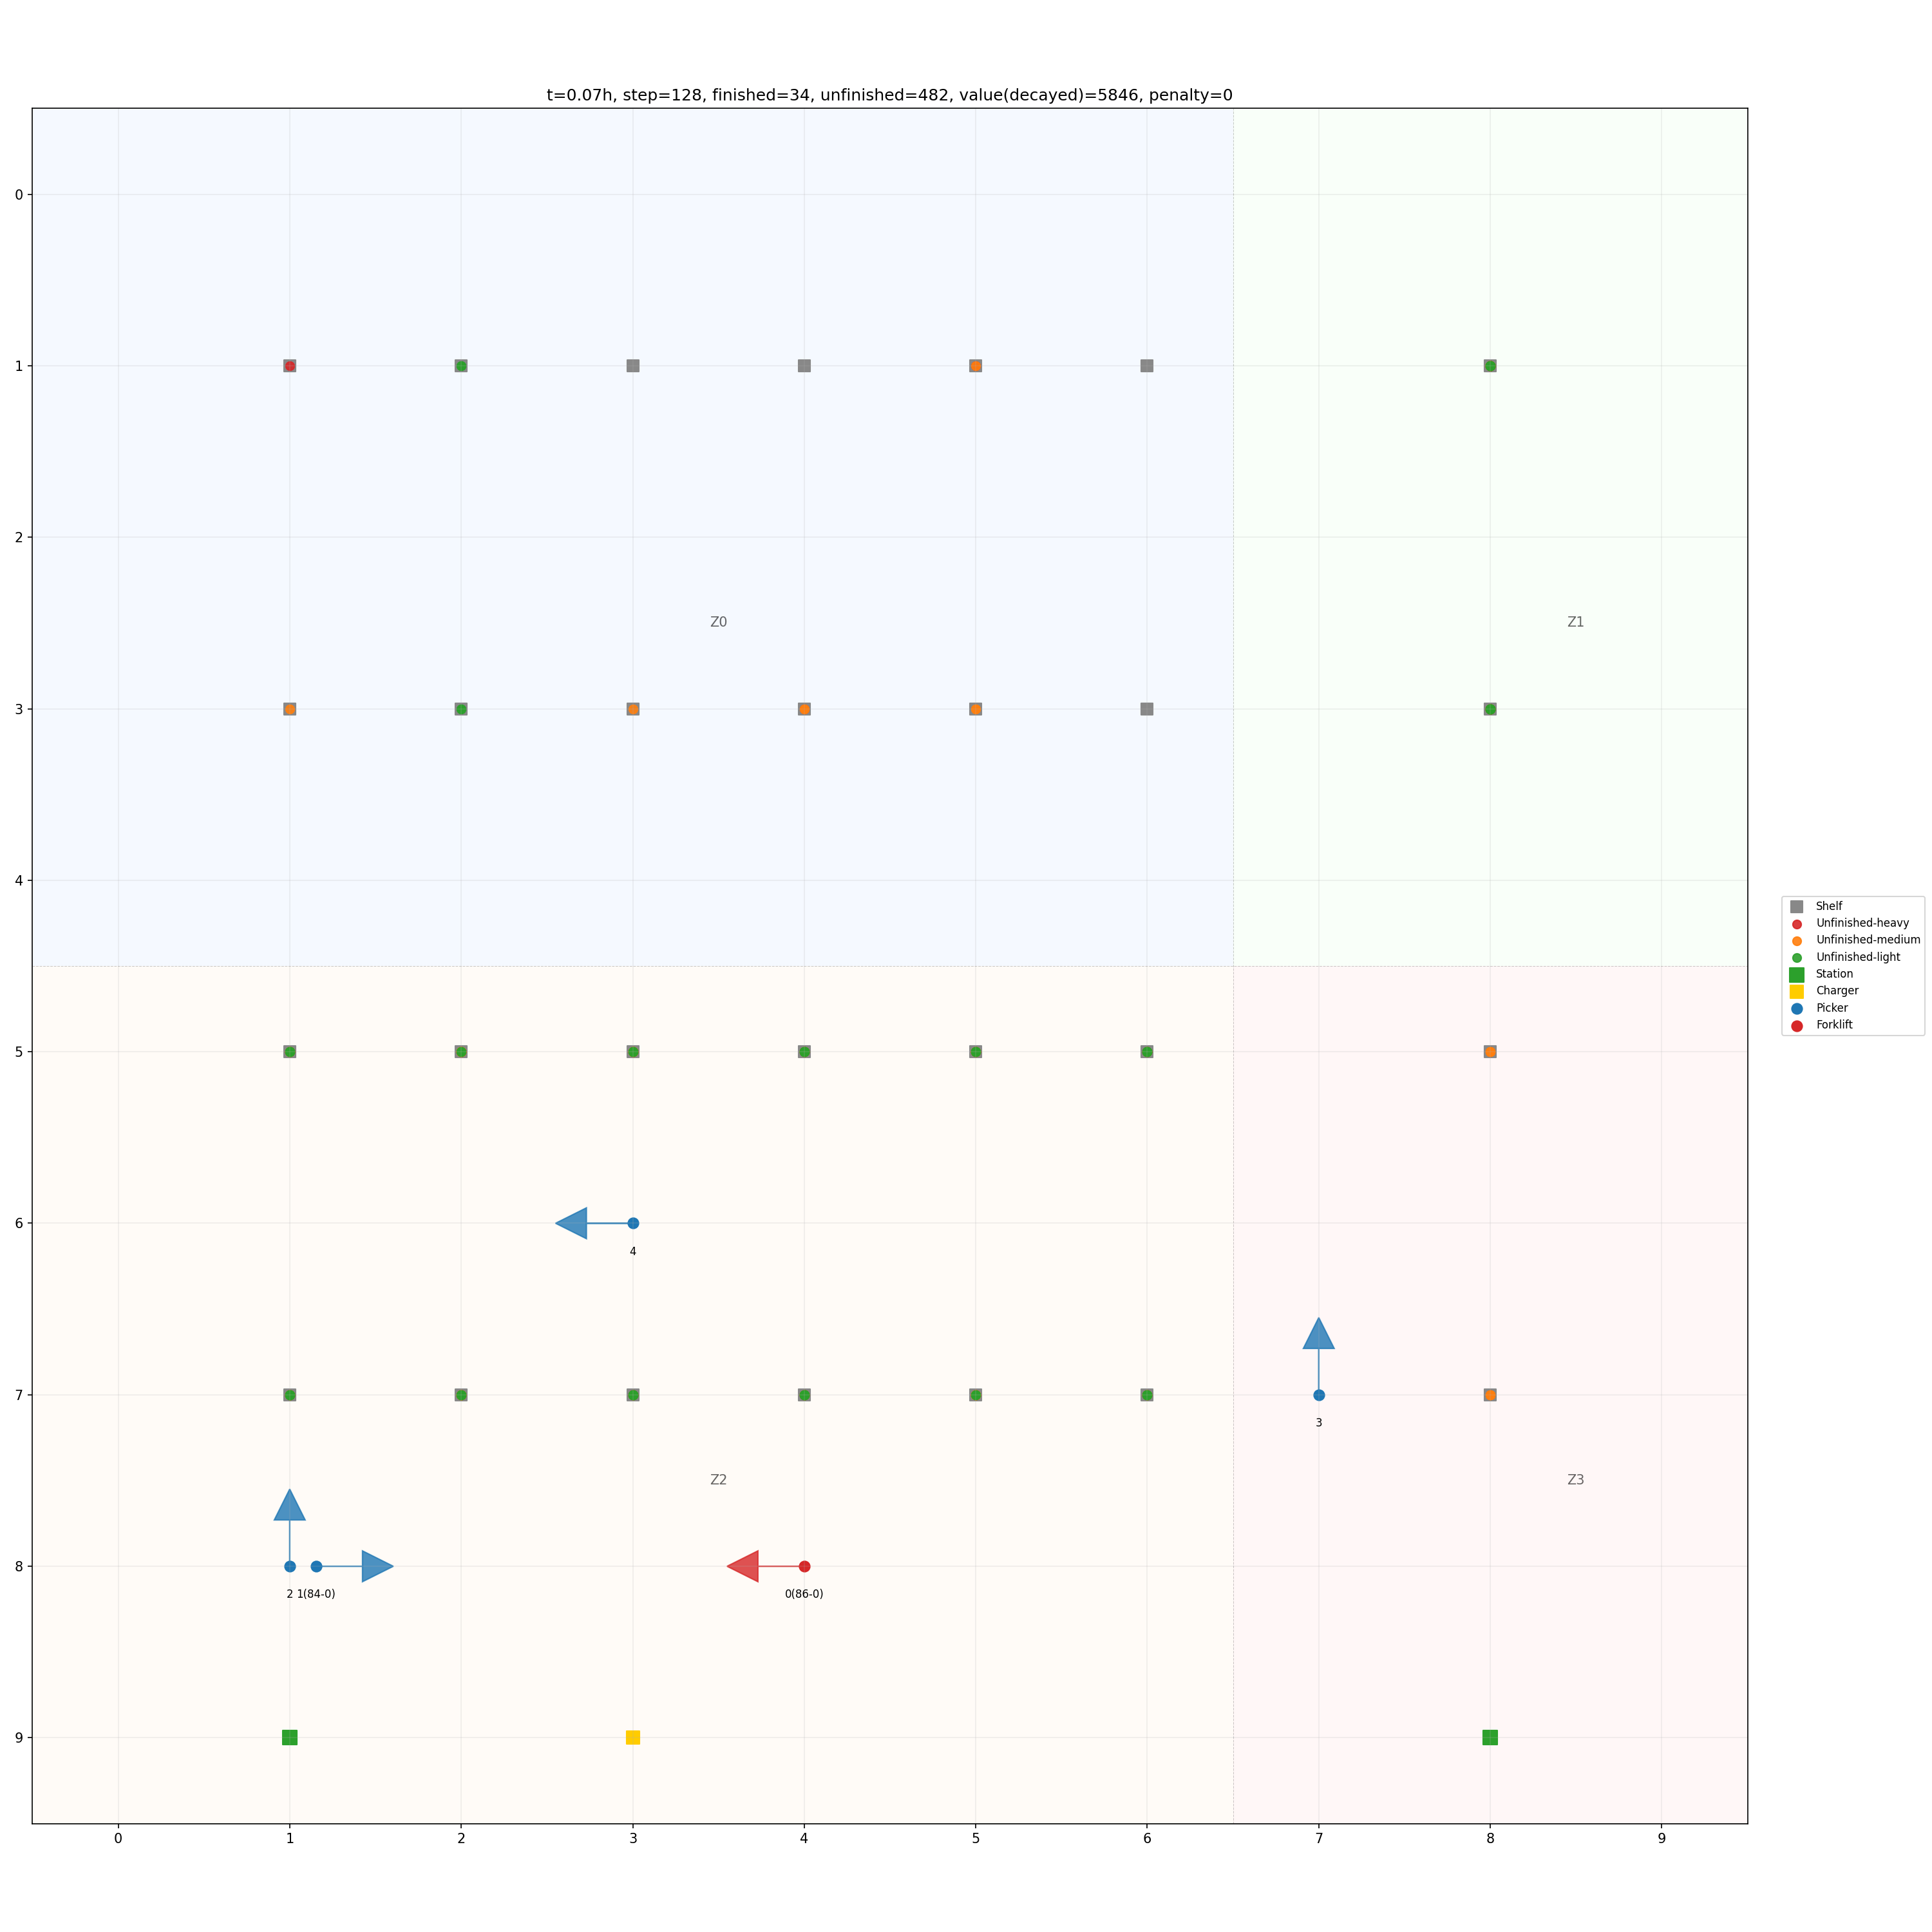 t=0.07h, step=128, finished=34, unfinished=482, value(decayed)=5846, penalty=0
0
1
2
Z0
Z1
3
4
Shelf
Unfinished-heavy
Unfinished-medium
Unfinished-light
Station
Charger
Picker
Forklift
5
6
4
7
3
Z2
Z3
8
2 1(84-0)
0(86-0)
9
0 1 2 3 4 5 6 7 8 9